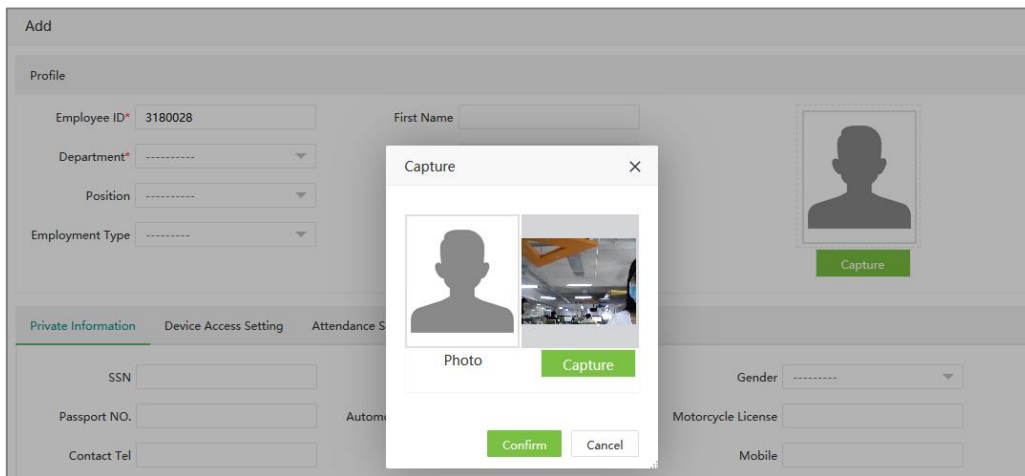 Add
Profile
Employee ID* 3180028 First Name
Department* ----------
Position ----------
Employment Type ---------
Capture
Capture
Photo Capture
Confirm Cancel
Private Information Device Access Setting Attendance S
SSN Gender ---------
Passport NO. Automo Motorcycle License
Contact Tel Mobile